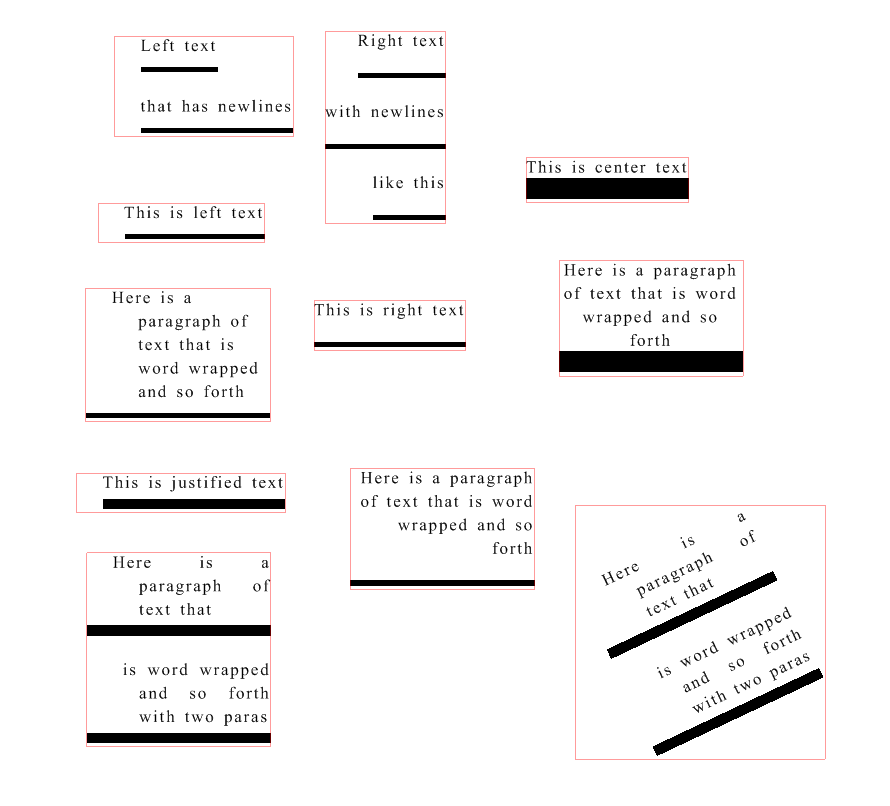 Left text
that has newlines
Right text
with newlines
like this
This is center text
This is left text
Here is a paragraph
of text that is word
wrapped and so
forth
Here is a
paragraph of
text that is
word wrapped
and so forth
This is right text
This is justified text
Here is a paragraph
of text that is word
wrapped and so
forth
Here is a
paragraph of
text that
is word wrapped
and so forth
with two paras
Here is a
paragraph of
text that
is word wrapped
and so forth
with two paras